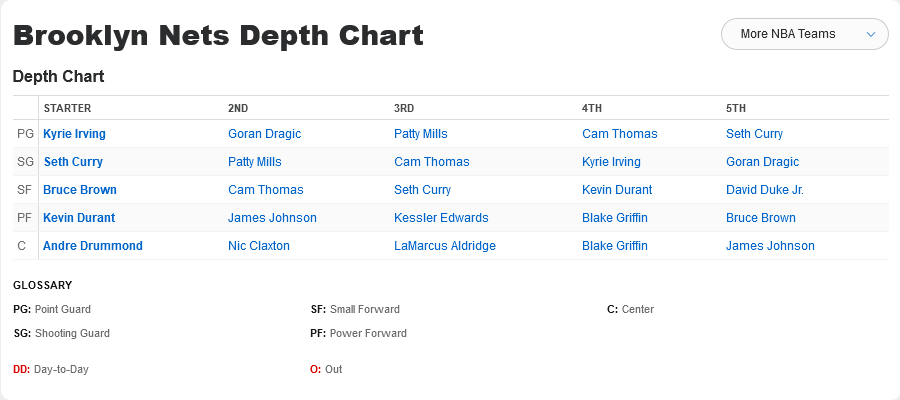 Brooklyn Nets Depth Chart
More NBA Teams
Depth Chart
STARTER 2ND 3RD 4TH 5TH
PG Kyrie Irving Goran Dragic Patty Mills Cam Thomas Seth Curry
SG Seth Curry Patty Mills Cam Thomas Kyrie Irving Goran Dragic
SF Bruce Brown Cam Thomas Seth Curry Kevin Durant David Duke Jr.
PF Kevin Durant James Johnson Kessler Edwards Blake Griffin Bruce Brown
C Andre Drummond Nic Claxton LaMarcus Aldridge Blake Griffin James Johnson
GLOSSARY
PG: Point Guard SF: Small Forward C: Center
SG: Shooting Guard PF: Power Forward
DD: Day-to-Day O: Out